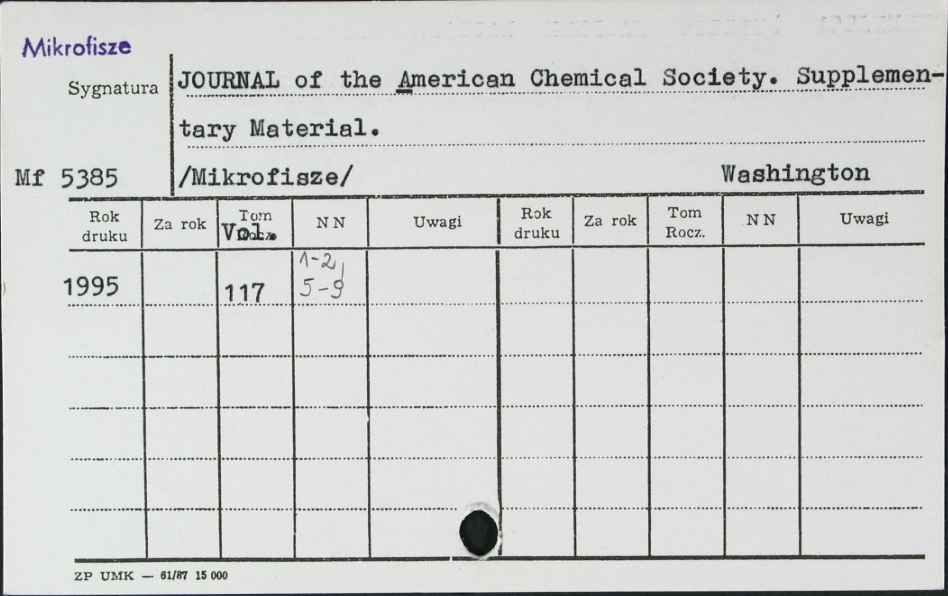 Mikrofisze
Sygnatura JOURNAL of the American Chemical Society. Supplemen-
tary Material.
Mf 5385 /Mikrofisze/ Washington
Rok druku Za rok Tom Vol. N N Uwagi Rok druku Za rok Tom Rocz. N N Uwagi
1995 117 1-2, 5-9
ZP UMK — 61/87 15 000